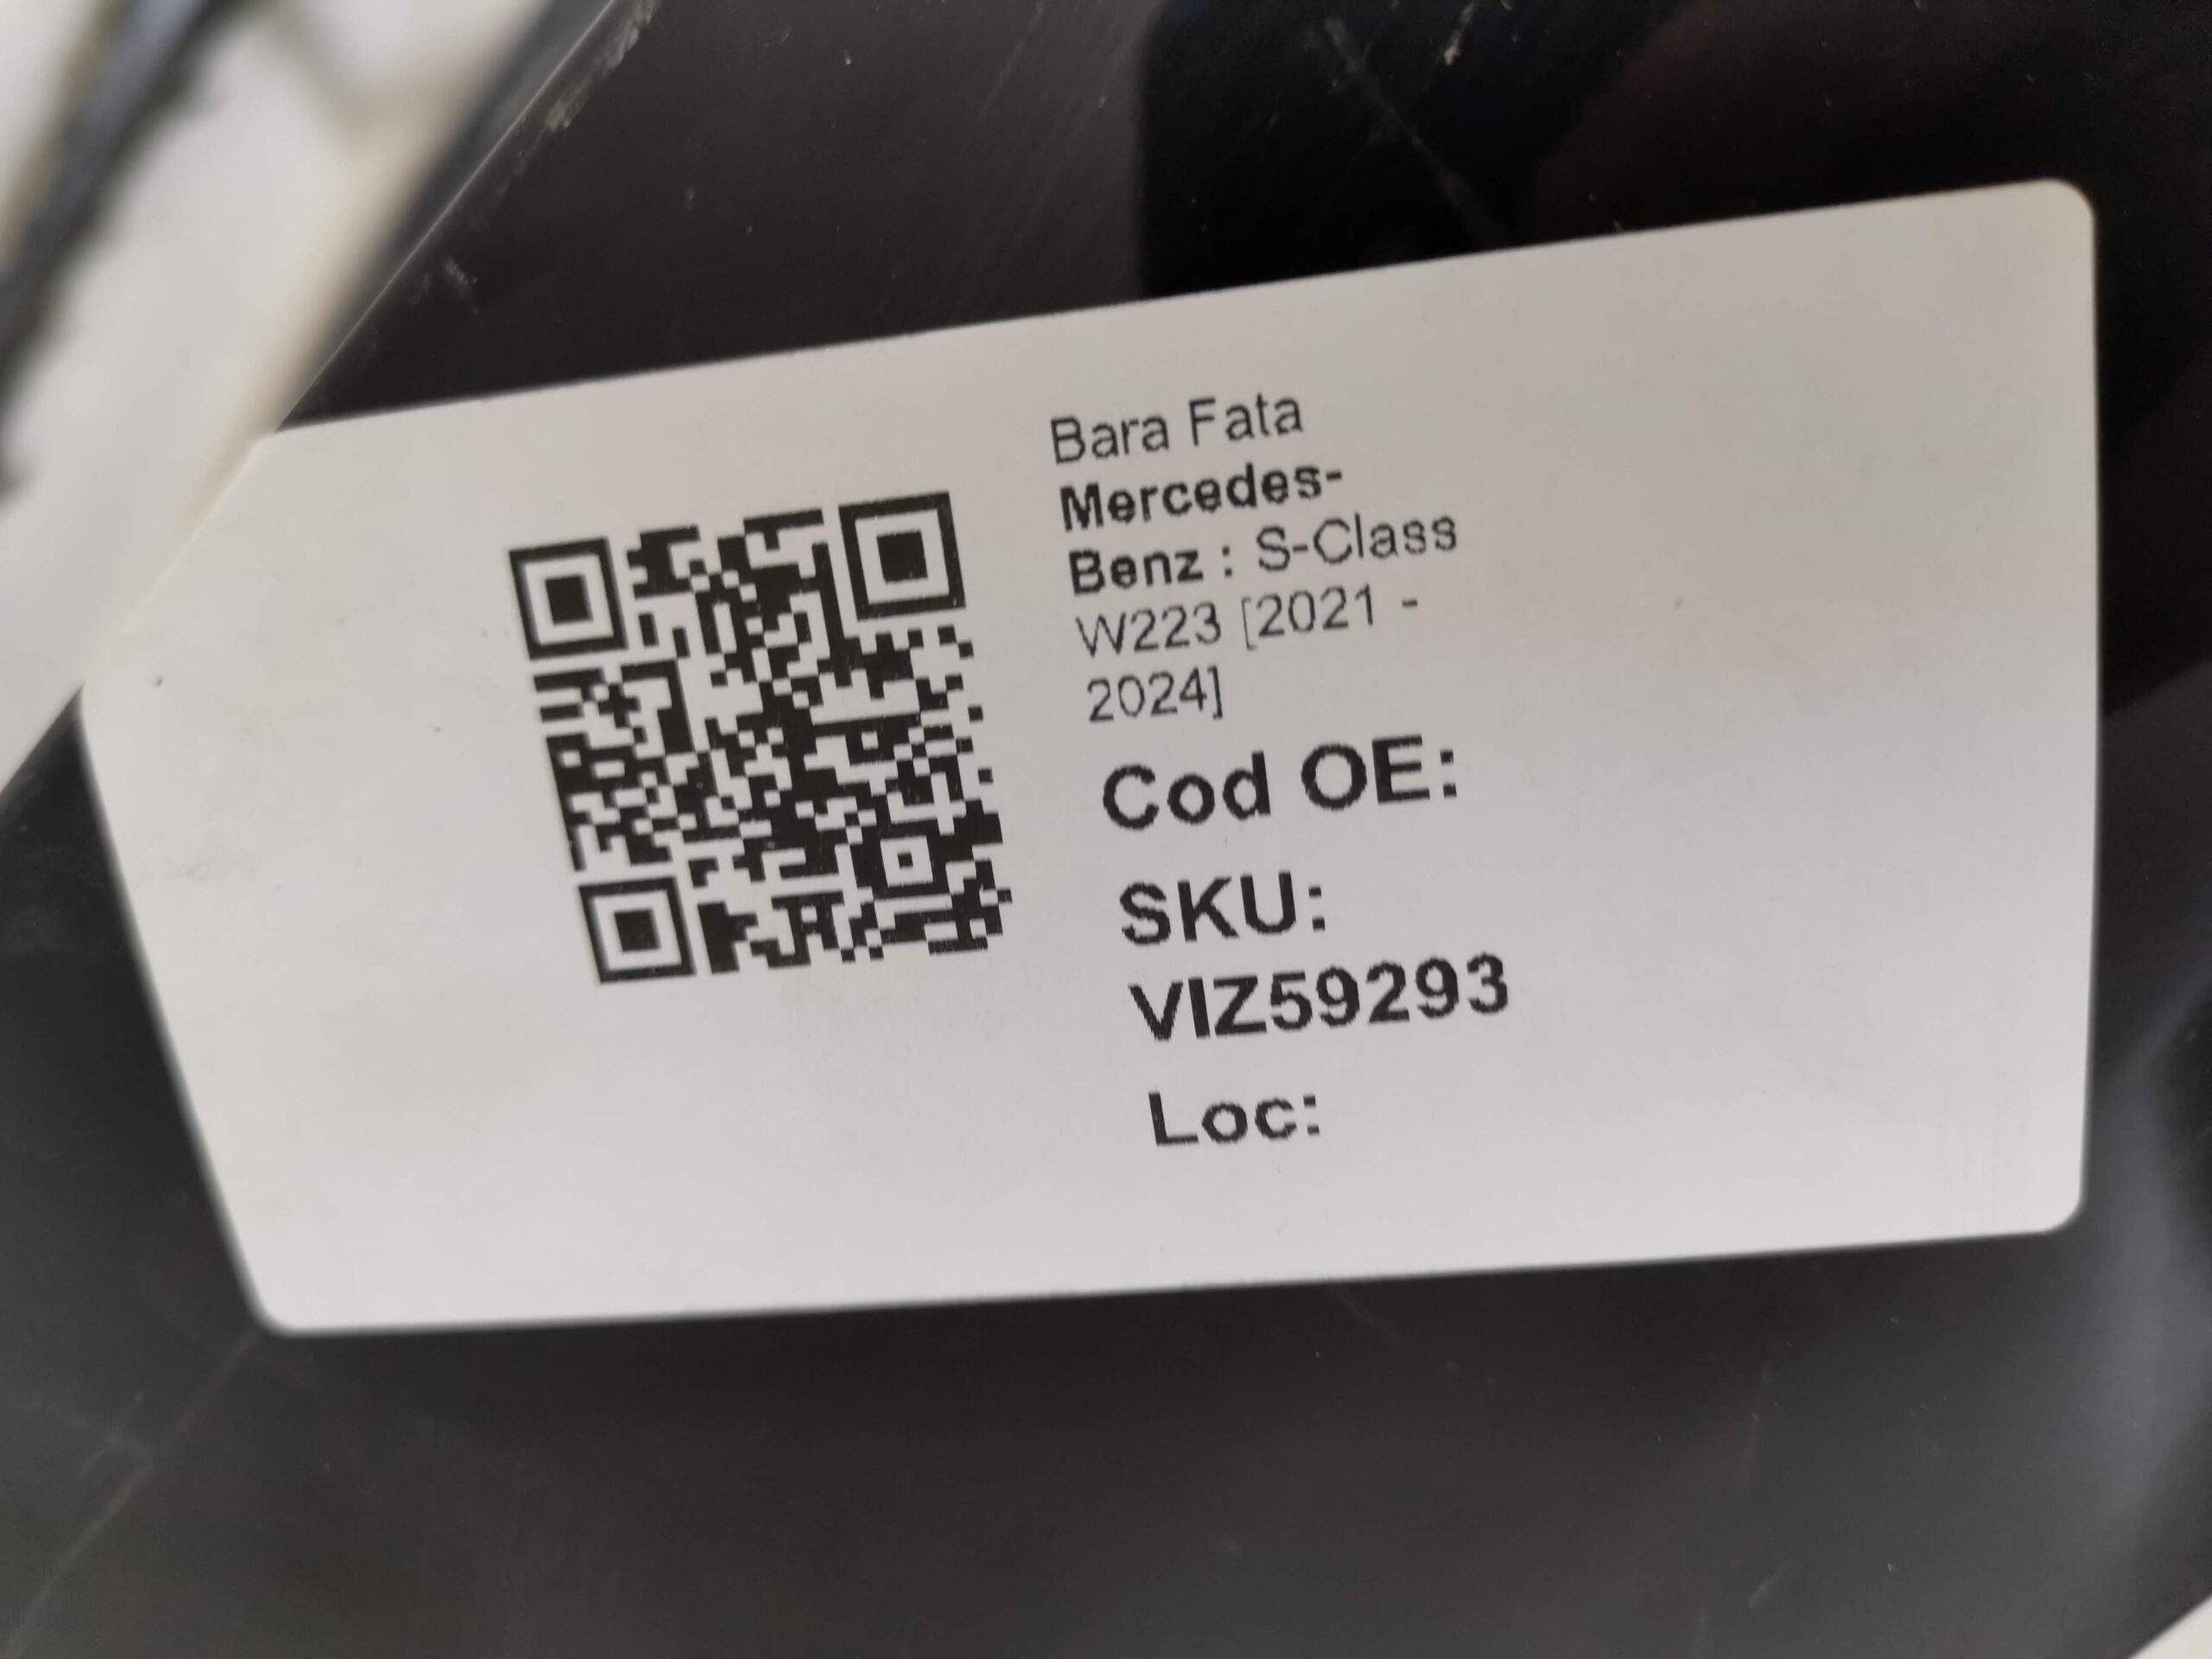 Bara Fata
Mercedes-
Benz : S-Class
W223 [2021 -
2024]
Cod OE:
SKU:
VIZ59293
Loc: